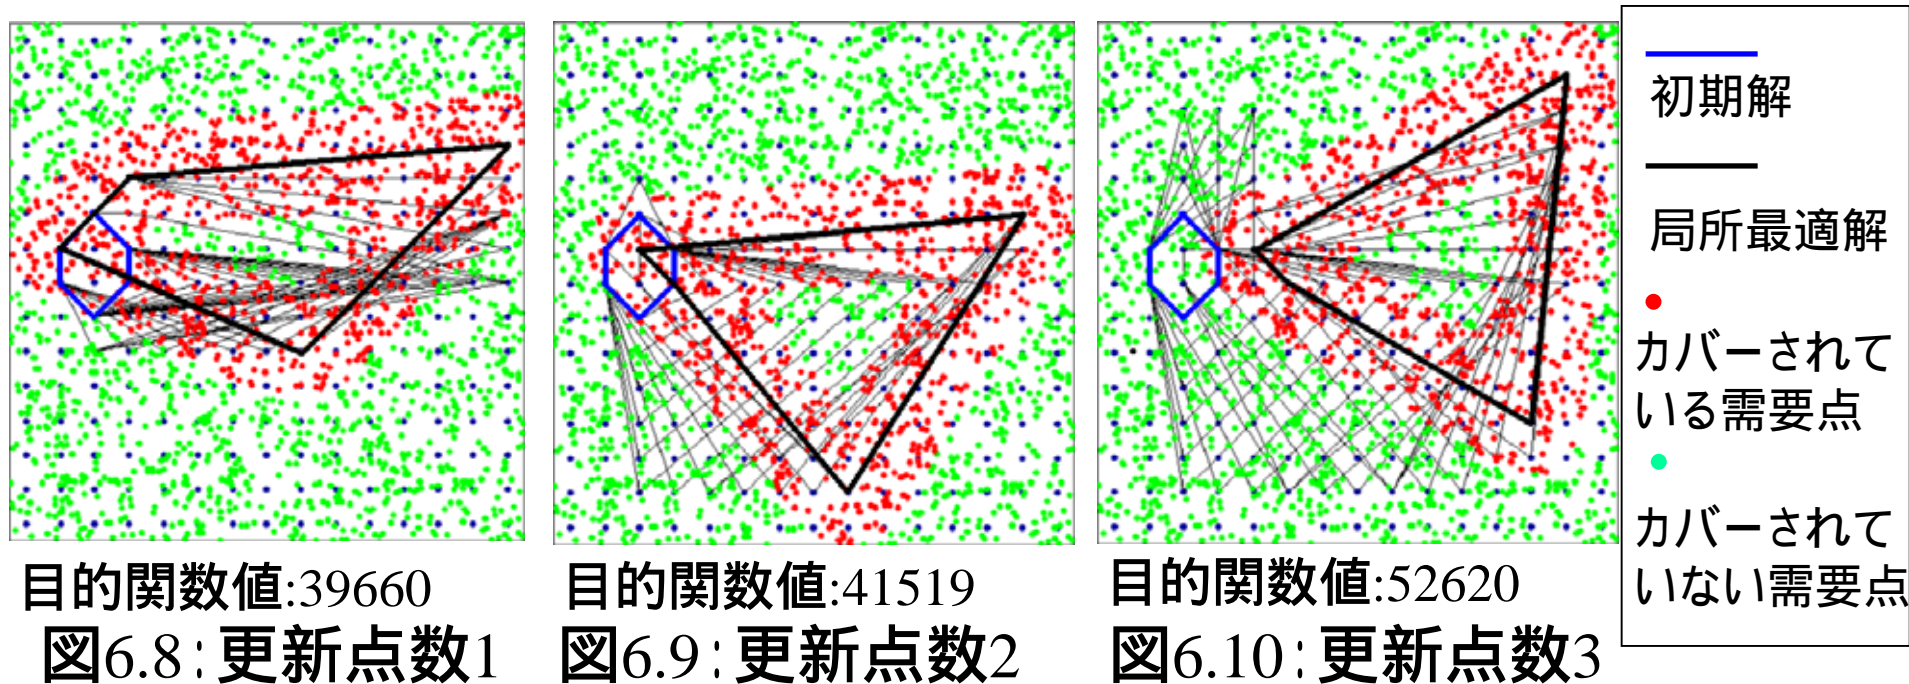 目的関数値:39660
図6.8:更新点数1
目的関数値:41519
図6.9:更新点数2
目的関数値:52620
図6.10:更新点数3
初期解
局所最適解
カバーされて
いる需要点
カバーされて
いない需要点